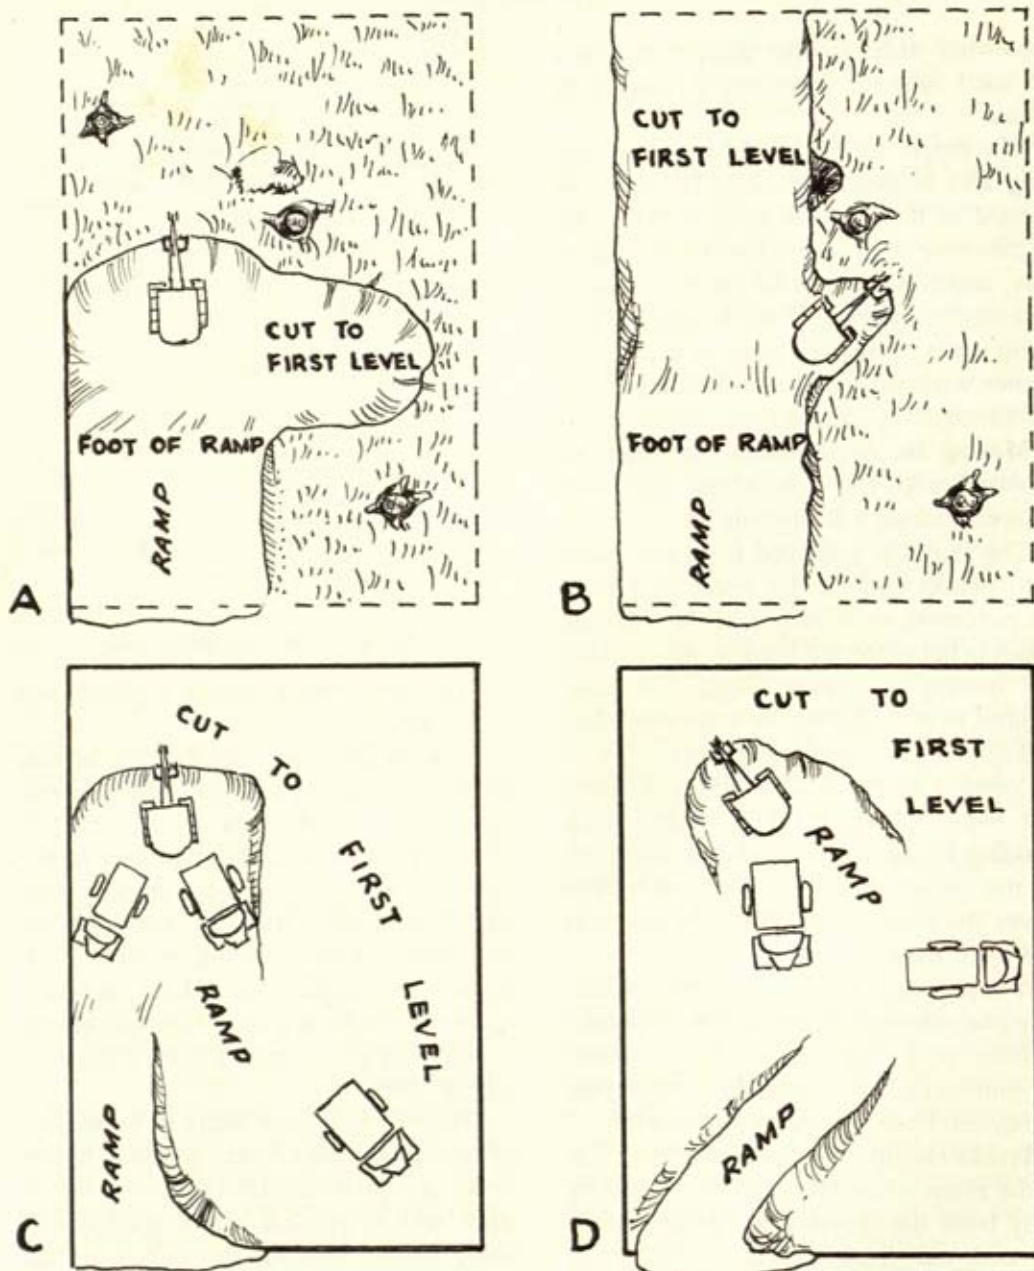 CUT TO
FIRST LEVEL
FOOT OF RAMP
RAMP
A
CUT TO
FIRST LEVEL
FOOT OF RAMP
RAMP
B
CUT TO
FIRST
LEVEL
RAMP
RAMP
C
CUT TO
FIRST
LEVEL
RAMP
RAMP
D